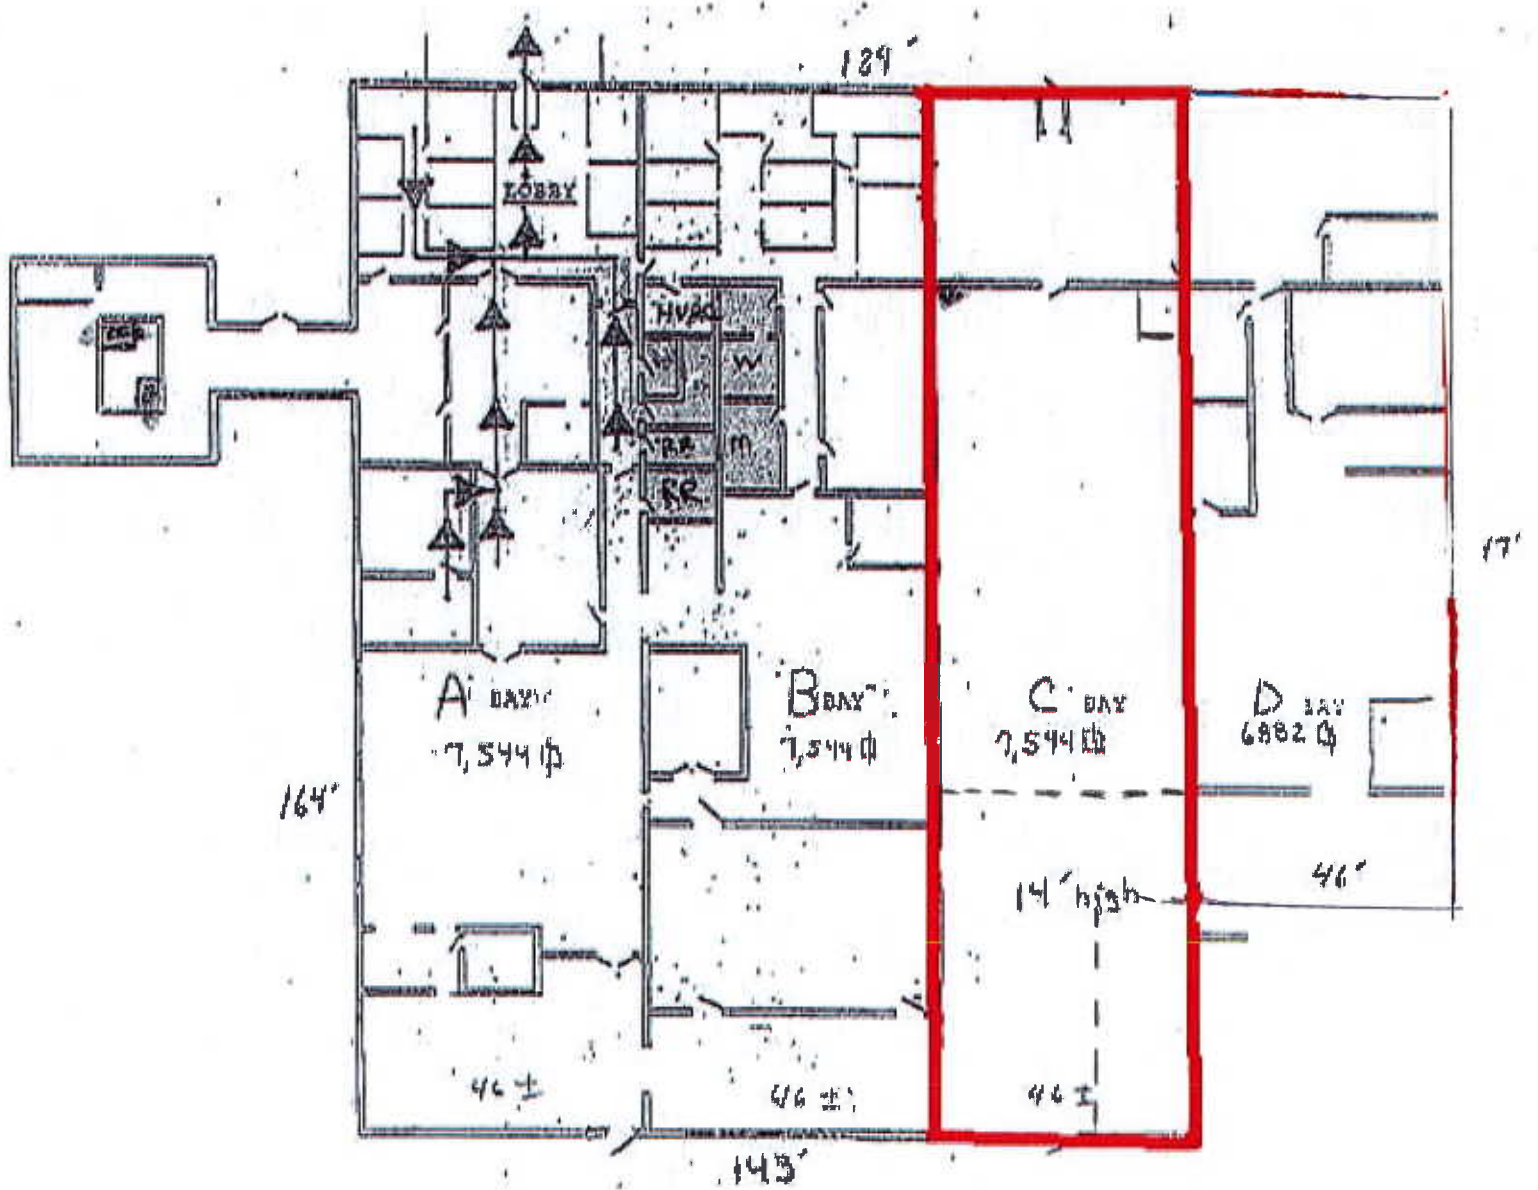 189'
LOBBY
HVAC
W
RR
M
RR
17'
A BAY
7,544 ⏍
B BAY
7,544 ⏍
C BAY
7,544 ⏍
D BAY
6882 ⏍
164'
46'
14' high
46 ±
46 ±
46 ±
143'